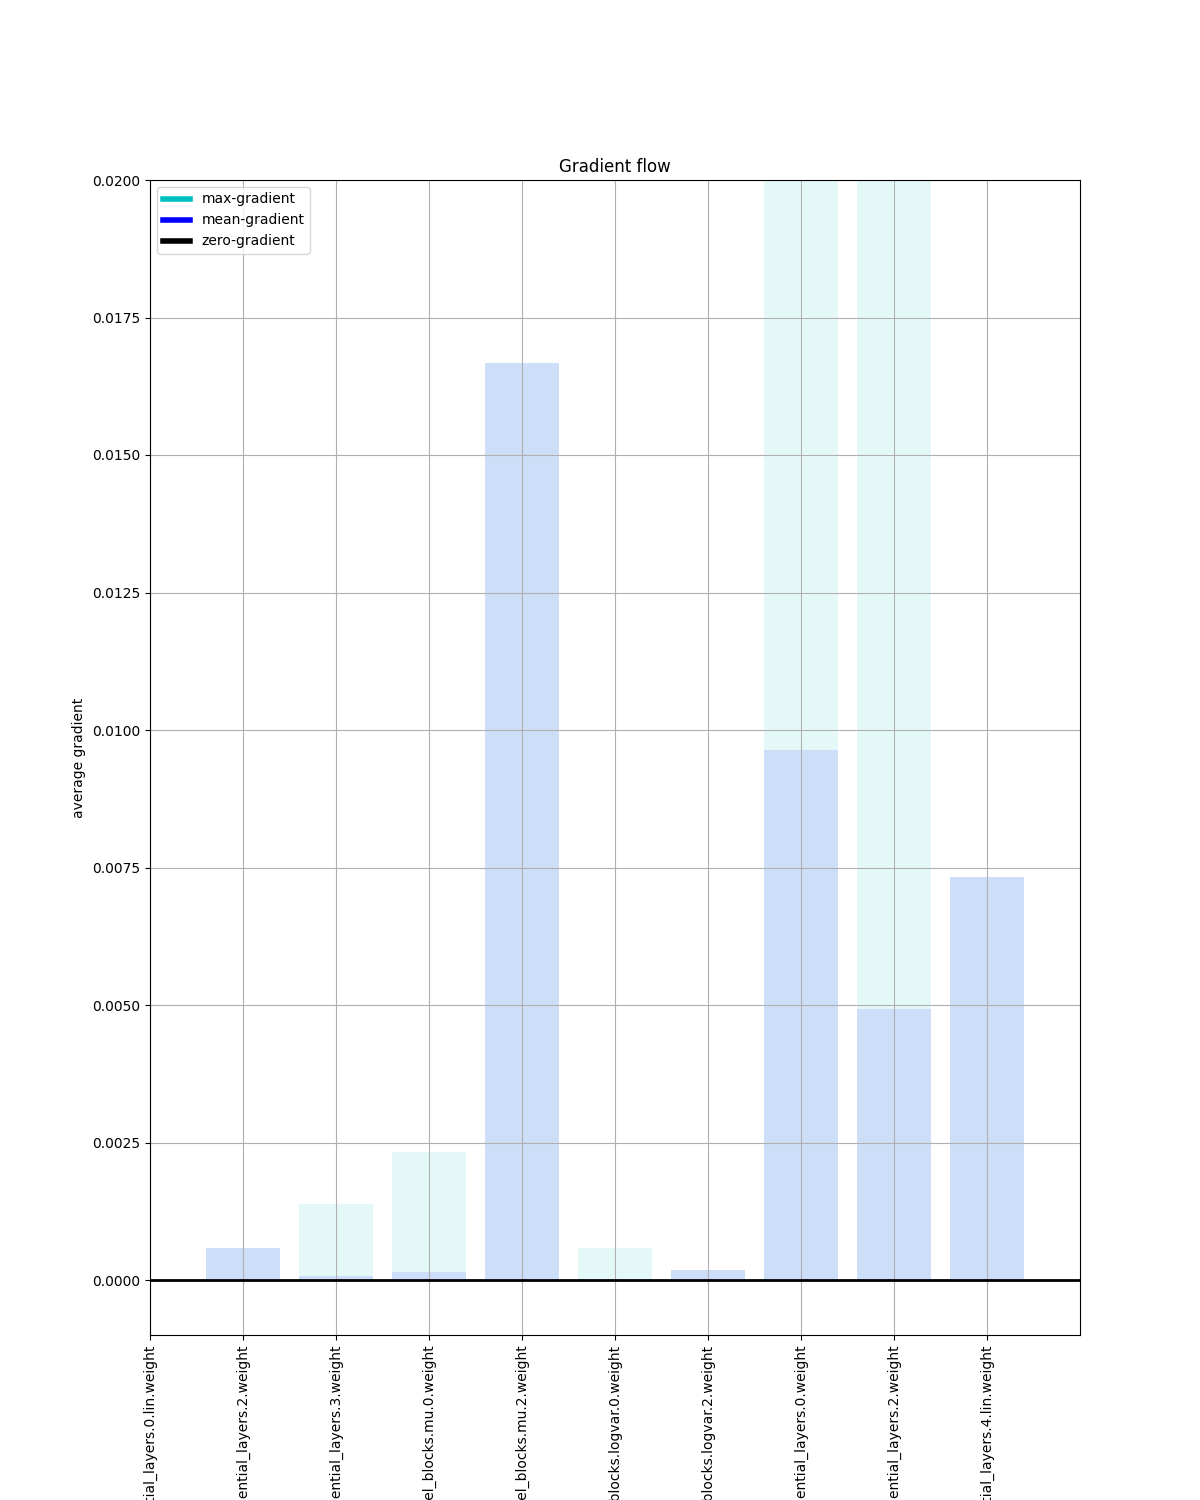 Gradient flow
max-gradient
mean-gradient
zero-gradient
average gradient
0.0200
0.0175
0.0150
0.0125
0.0100
0.0075
0.0050
0.0025
0.0000
tial_layers.0.lin.weight
ential_layers.2.weight
ential_layers.3.weight
el_blocks.mu.0.weight
el_blocks.mu.2.weight
blocks.logvar.0.weight
blocks.logvar.2.weight
ential_layers.0.weight
ential_layers.2.weight
tial_layers.4.lin.weight